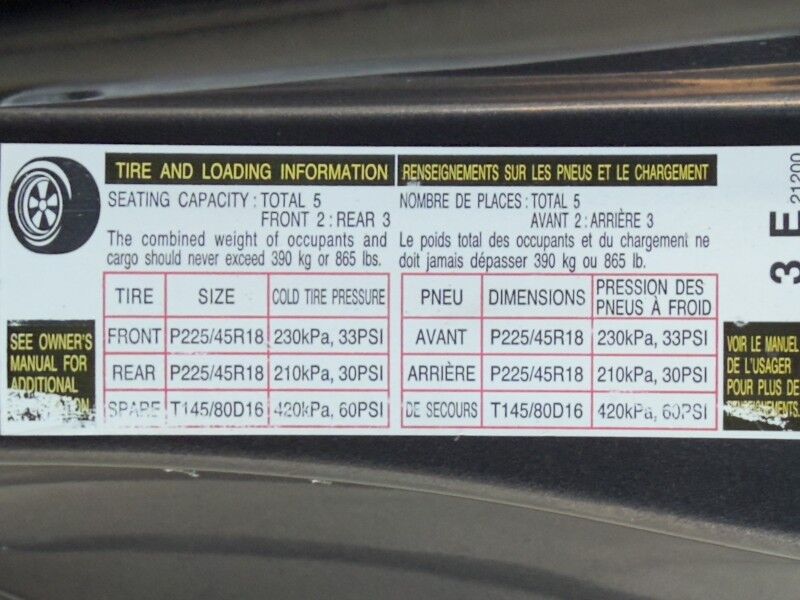 TIRE AND LOADING INFORMATION
SEATING CAPACITY : TOTAL 5
FRONT 2 : REAR 3
The combined weight of occupants and
cargo should never exceed 390 kg or 865 lbs.
TIRE SIZE COLD TIRE PRESSURE
FRONT P225/45R18 230kPa, 33PSI
REAR P225/45R18 210kPa, 30PSI
SPARE T145/80D16 420kPa, 60PSI
SEE OWNER'S
MANUAL FOR
ADDITIONAL
RENSEIGNEMENTS SUR LES PNEUS ET LE CHARGEMENT
NOMBRE DE PLACES : TOTAL 5
AVANT 2 : ARRIÈRE 3
Le poids total des occupants et du chargement ne
doit jamais dépasser 390 kg ou 865 lb.
PNEU DIMENSIONS PRESSION DES
PNEUS À FROID
AVANT P225/45R18 230kPa, 33PSI
ARRIÈRE P225/45R18 210kPa, 30PSI
DE SECOURS T145/80D16 420kPa, 60PSI
VOIR LE MANUEL
DE L'USAGER
POUR PLUS DE
RENSEIGNEMENTS
3 E
21200